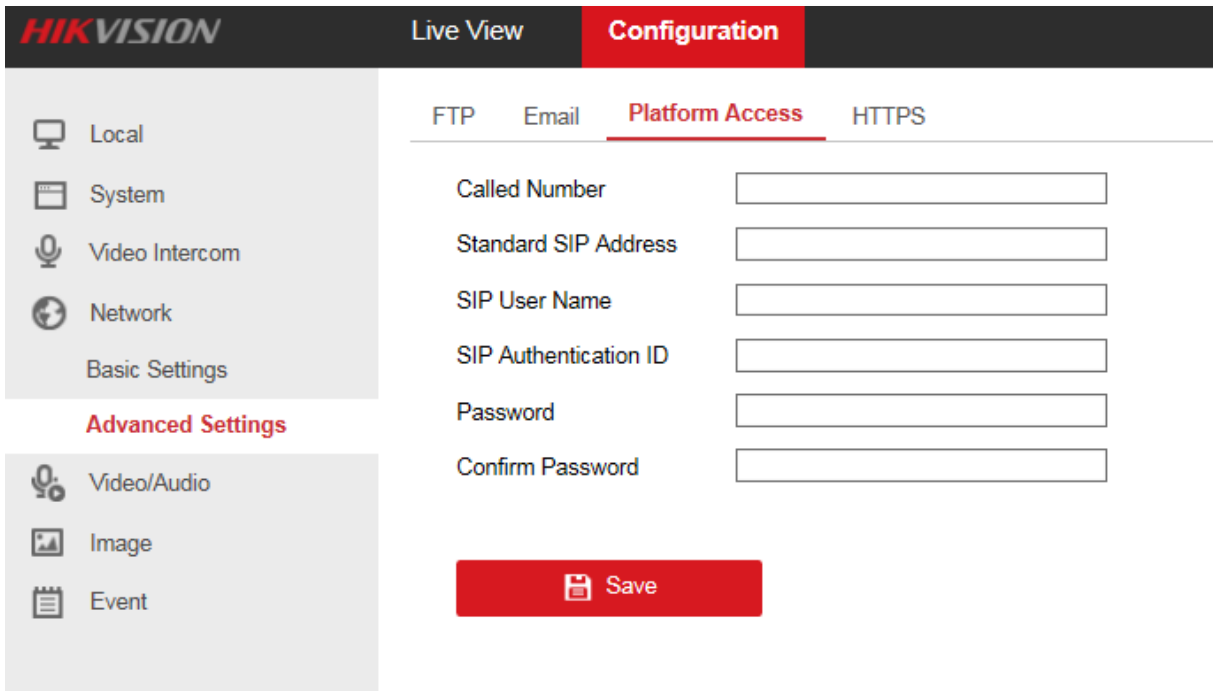 HIKVISION Live View Configuration
Local
System
Video Intercom
Network
Basic Settings
Advanced Settings
Video/Audio
Image
Event
FTP Email Platform Access HTTPS
Called Number
Standard SIP Address
SIP User Name
SIP Authentication ID
Password
Confirm Password
Save